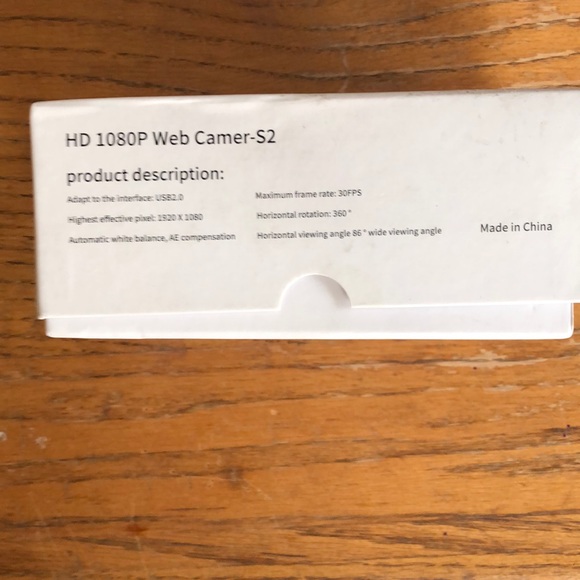 HD 1080P Web Camer-S2
product description:
Adapt to the interface: USB2.0
Highest effective pixel: 1920 X 1080
Automatic white balance, AE compensation
Maximum frame rate: 30FPS
Horizontal rotation: 360°
Horizontal viewing angle 86° wide viewing angle
Made in China